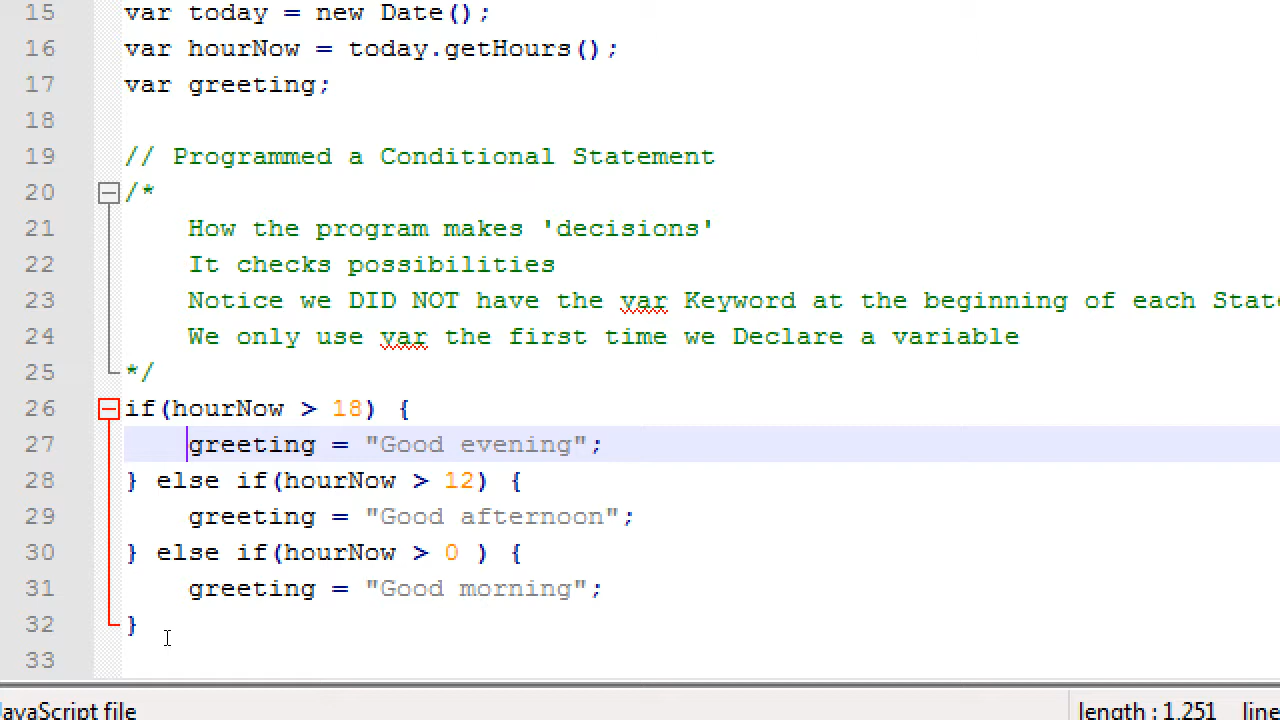 15 var today = new Date();
16 var hourNow = today.getHours();
17 var greeting;
18
19 // Programmed a Conditional Statement
20 /*
21 How the program makes 'decisions'
22 It checks possibilities
23 Notice we DID NOT have the var Keyword at the beginning of each State
24 We only use var the first time we Declare a variable
25 */
26 if(hourNow > 18) {
27 greeting = "Good evening";
28 } else if(hourNow > 12) {
29 greeting = "Good afternoon";
30 } else if(hourNow > 0 ) {
31 greeting = "Good morning";
32 }
33
JavaScript file length : 1,251 line